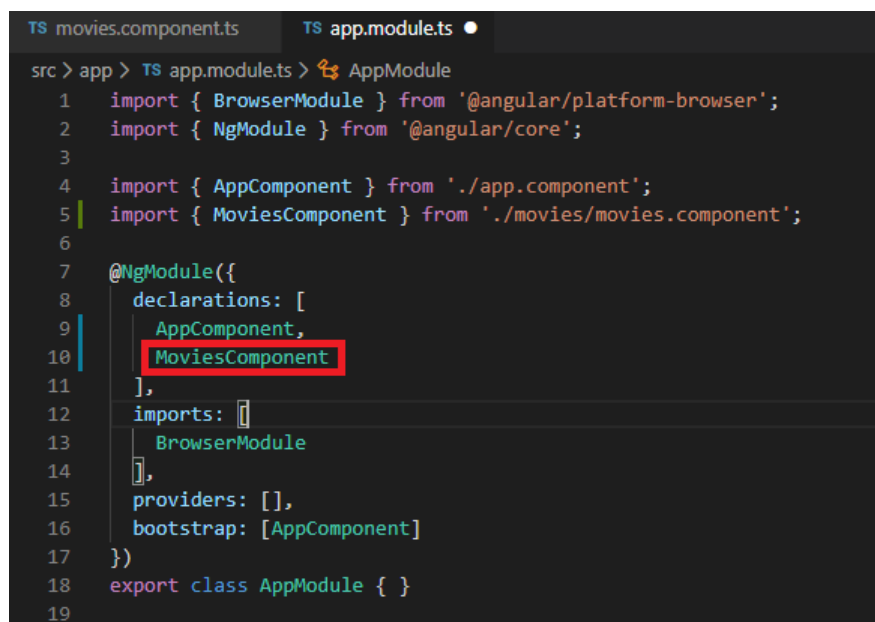 TS movies.component.ts TS app.module.ts ●
src > app > TS app.module.ts > AppModule
1 import { BrowserModule } from '@angular/platform-browser';
2 import { NgModule } from '@angular/core';
3
4 import { AppComponent } from './app.component';
5 import { MoviesComponent } from './movies/movies.component';
6
7 @NgModule({
8   declarations: [
9     AppComponent,
10     MoviesComponent
11   ],
12   imports: [
13     BrowserModule
14   ],
15   providers: [],
16   bootstrap: [AppComponent]
17 })
18 export class AppModule { }
19